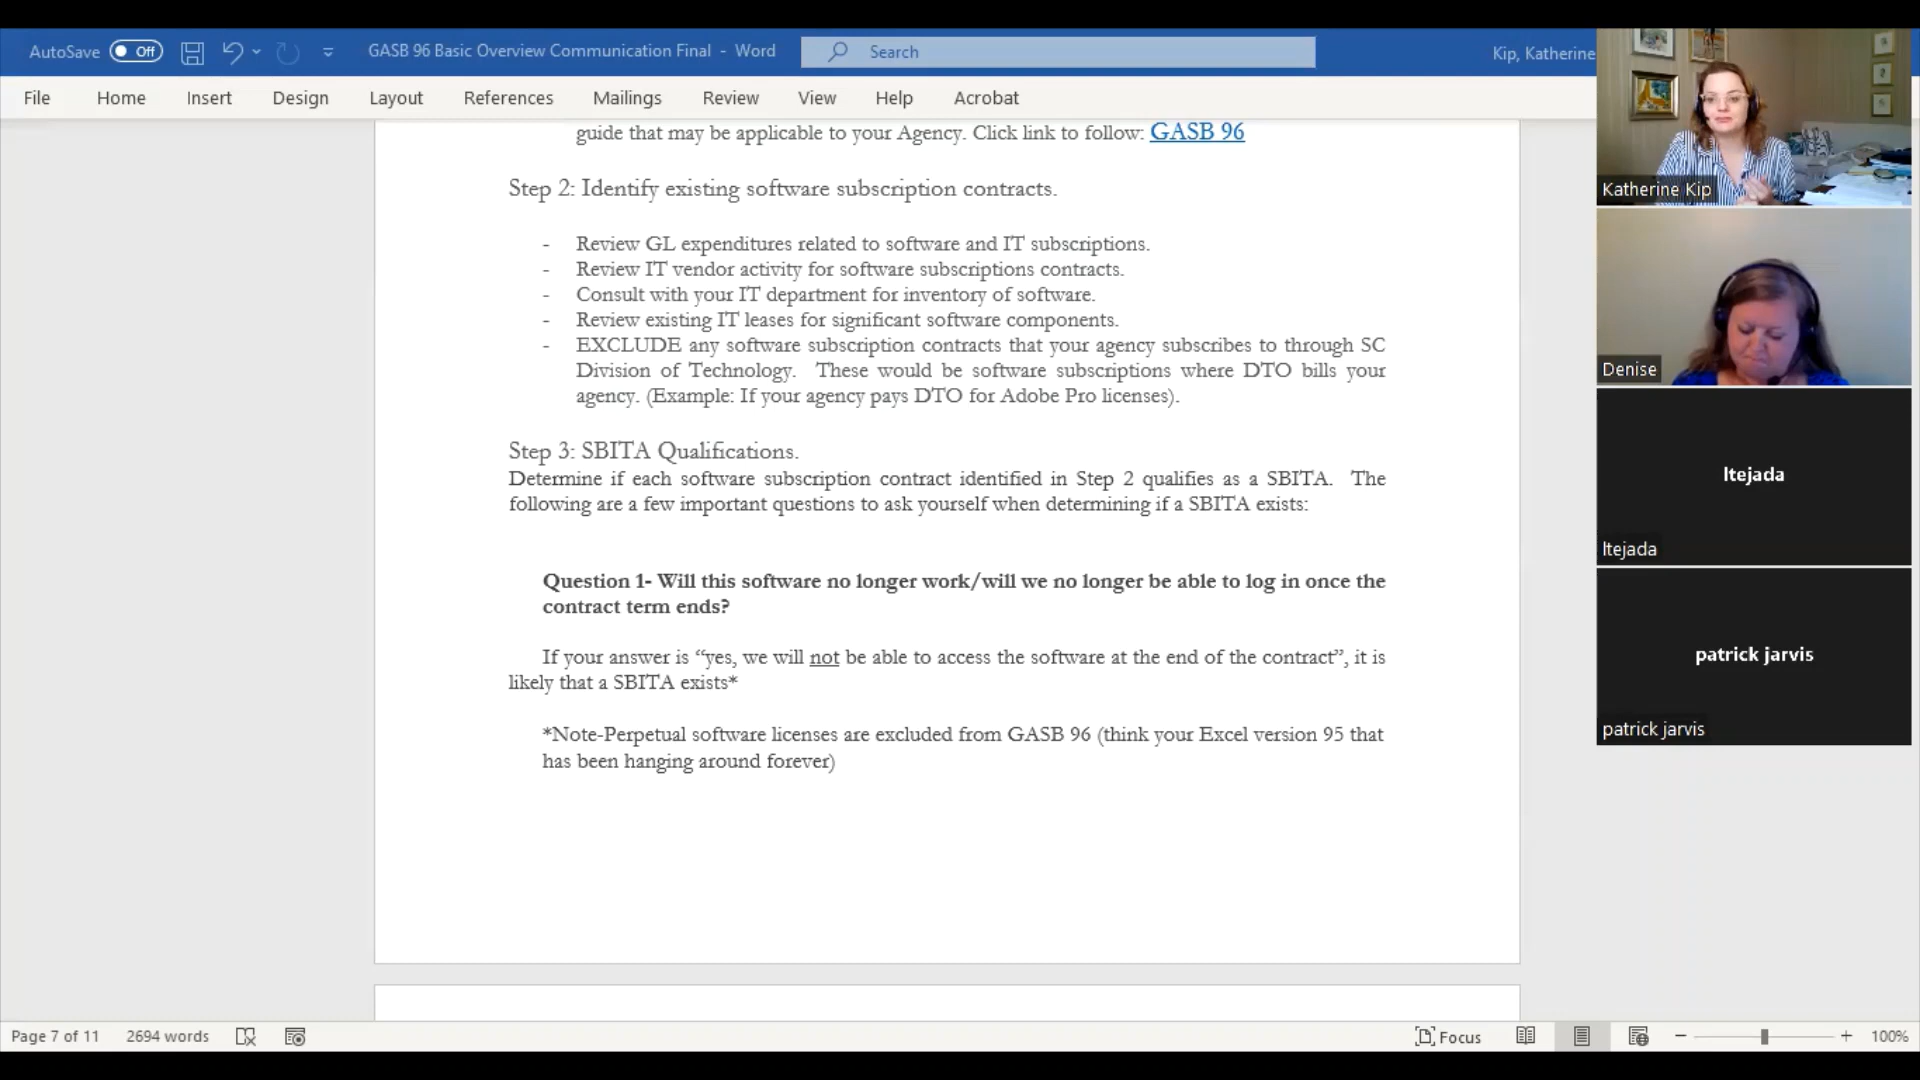 AutoSave Off GASB 96 Basic Overview Communication Final - Word Search Kip, Katherine
File Home Insert Design Layout References Mailings Review View Help Acrobat
guide that may be applicable to your Agency. Click link to follow: GASB 96
Step 2: Identify existing software subscription contracts.
- Review GL expenditures related to software and IT subscriptions.
- Review IT vendor activity for software subscriptions contracts.
- Consult with your IT department for inventory of software.
- Review existing IT leases for significant software components.
- EXCLUDE any software subscription contracts that your agency subscribes to through SC
Division of Technology. These would be software subscriptions where DTO bills your
agency. (Example: If your agency pays DTO for Adobe Pro licenses).
Step 3: SBITA Qualifications.
Determine if each software subscription contract identified in Step 2 qualifies as a SBITA. The
following are a few important questions to ask yourself when determining if a SBITA exists:
Question 1- Will this software no longer work/will we no longer be able to log in once the
contract term ends?
If your answer is “yes, we will not be able to access the software at the end of the contract”, it is
likely that a SBITA exists*
*Note-Perpetual software licenses are excluded from GASB 96 (think your Excel version 95 that
has been hanging around forever)
Katherine Kip
Denise
ltejada
ltejada
patrick jarvis
patrick jarvis
Page 7 of 11 2694 words Focus 100%